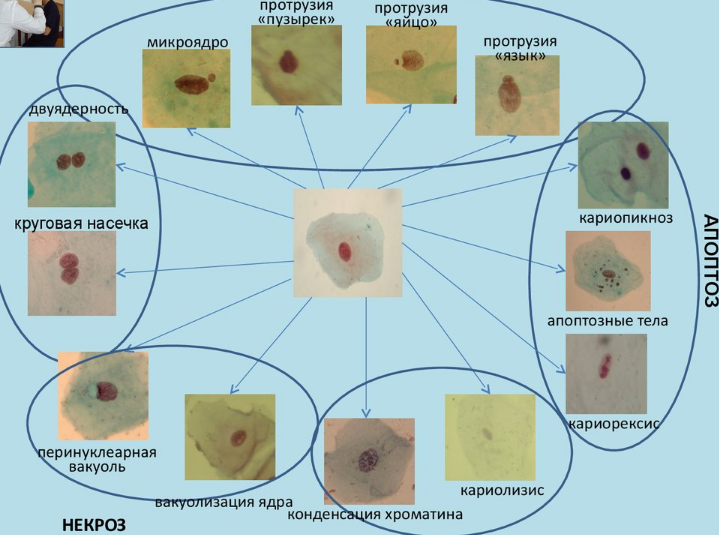 протрузия
«пузырек»
протрузия
«яйцо»
микроядро
протрузия
«язык»
двуядерность
круговая насечка
кариопикноз
АПОПТОЗ
апоптозные тела
кариорексис
перинуклеарная
вакуоль
вакуолизация ядра
кариолизис
конденсация хроматина
НЕКРОЗ